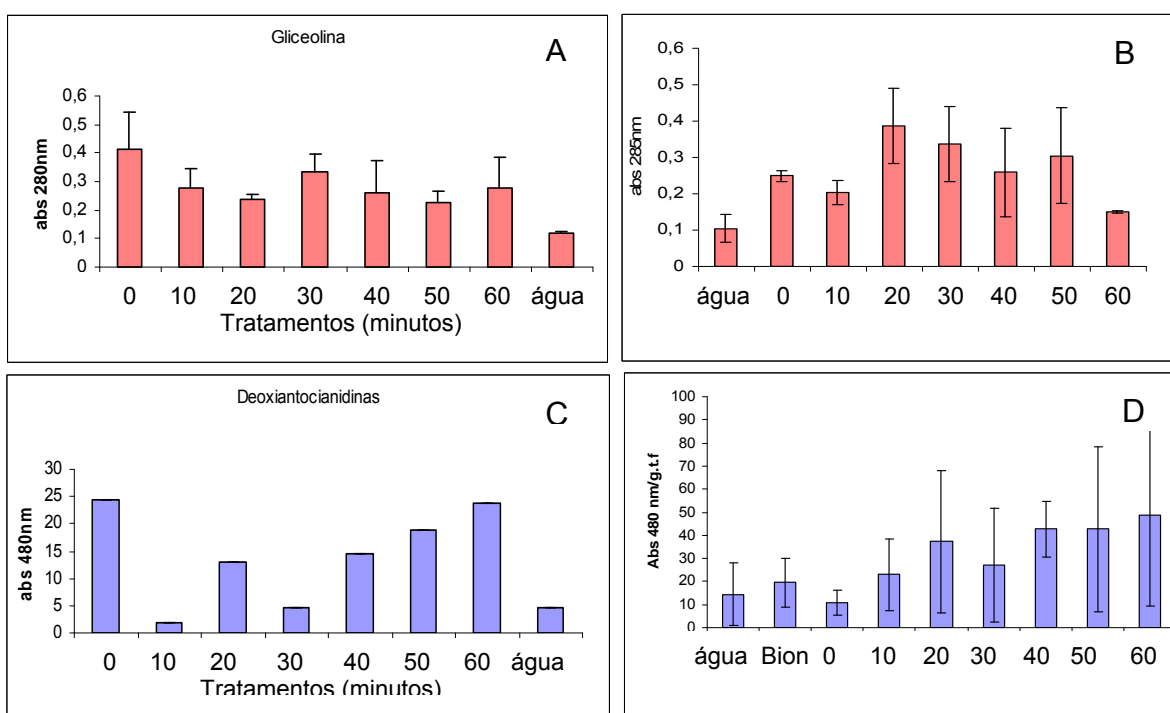 Gliceolina
A
abs 280nm
0,6
0,5
0,4
0,3
0,2
0,1
0
0 10 20 30 40 50 60 água
Tratamentos (minutos)
B
abs 285nm
0,6
0,5
0,4
0,3
0,2
0,1
0
água 0 10 20 30 40 50 60
Deoxiantocianidinas
C
abs 480nm
30
25
20
15
10
5
0
0 10 20 30 40 50 60 água
Tratamentos (minutos)
D
Abs 480 nm/g.t.f
100
90
80
70
60
50
40
30
20
10
0
água Bion 0 10 20 30 40 50 60